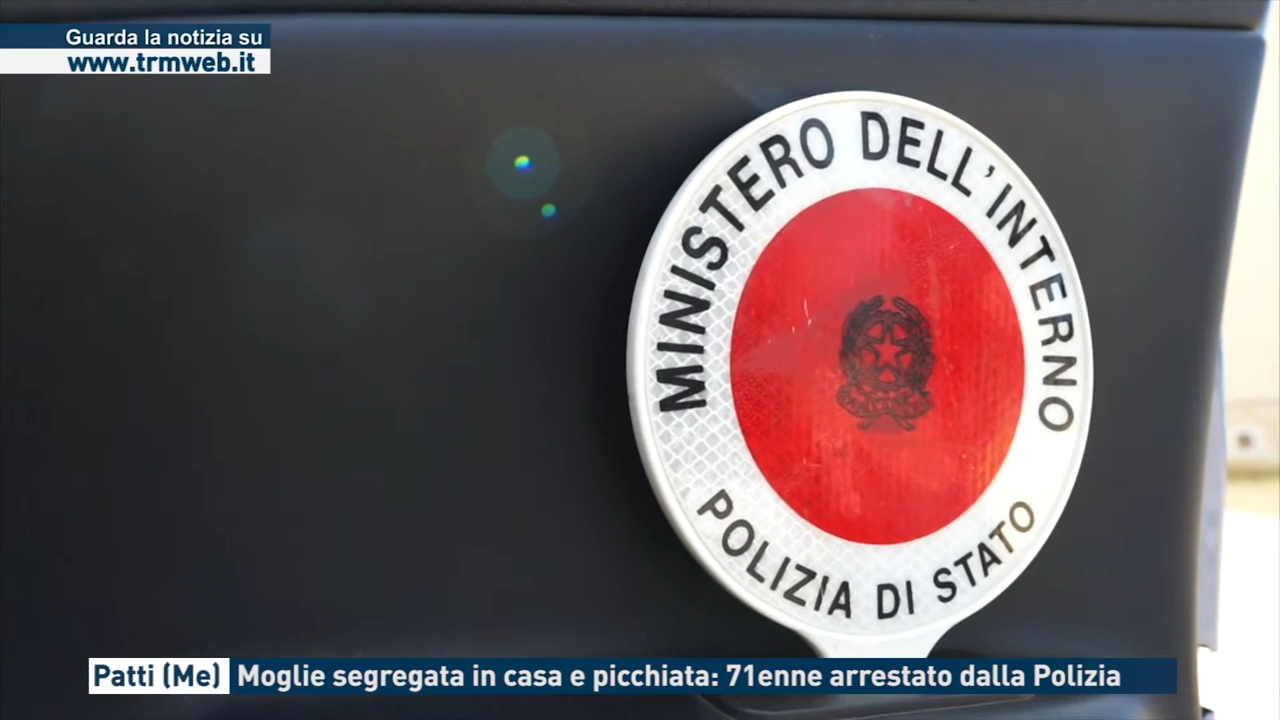 Guarda la notizia su
www.trmweb.it
MINISTERO DELL'INTERNO
POLIZIA DI STATO
Patti (Me) Moglie segregata in casa e picchiata: 71enne arrestato dalla Polizia